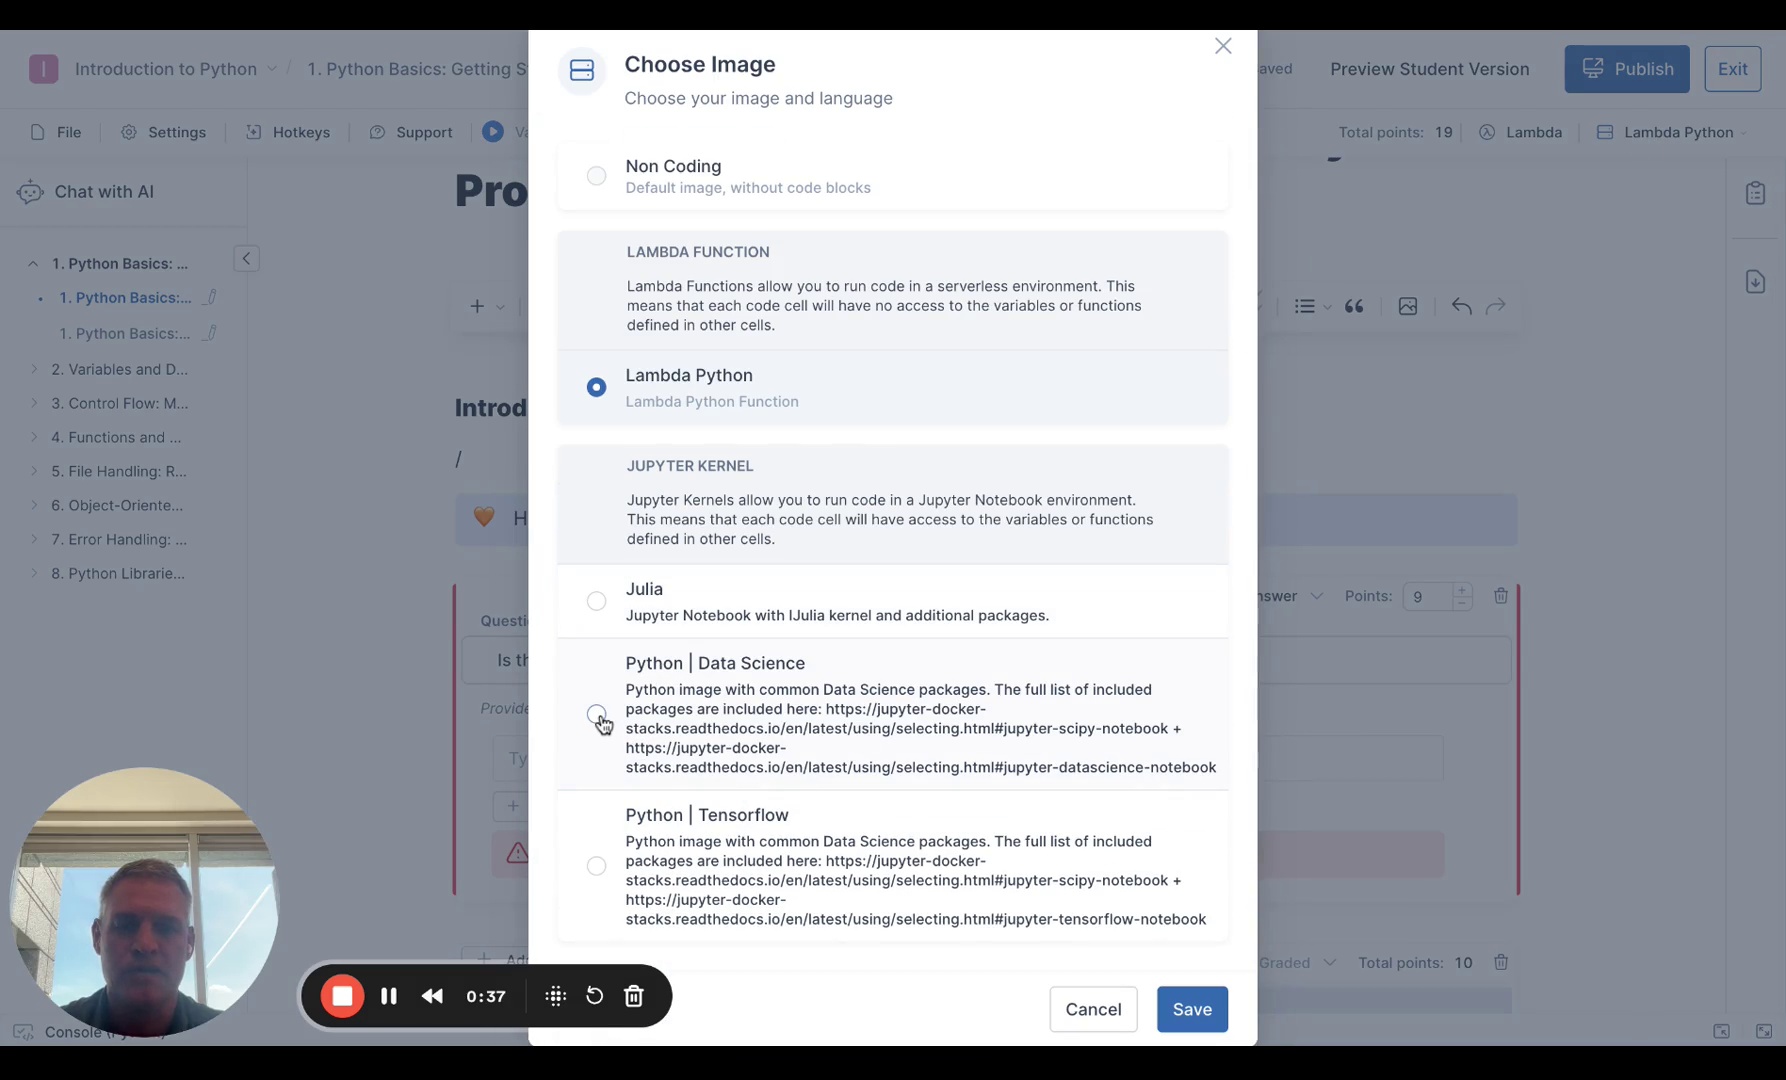 Choose Image
Choose your image and language
Introduction to Python / 1. Python Basics: Getting S
aved
Preview Student Version
Publish
Exit
File
Settings
Hotkeys
Support
Total points: 19
Lambda
Lambda Python
Chat with AI
Pro
1. Python Basics: ...
1. Python Basics:...
1. Python Basics:...
2. Variables and D...
3. Control Flow: M...
4. Functions and ...
5. File Handling: R...
6. Object-Oriente...
7. Error Handling: ...
8. Python Librarie...
Introd
/
H
Questi
Is th
Provide
Ty
nswer
Points: 9
Graded
Total points: 10
Non Coding
Default image, without code blocks
LAMBDA FUNCTION
Lambda Functions allow you to run code in a serverless environment. This
means that each code cell will have no access to the variables or functions
defined in other cells.
Lambda Python
Lambda Python Function
JUPYTER KERNEL
Jupyter Kernels allow you to run code in a Jupyter Notebook environment.
This means that each code cell will have access to the variables or functions
defined in other cells.
Julia
Jupyter Notebook with IJulia kernel and additional packages.
Python | Data Science
Python image with common Data Science packages. The full list of included
packages are included here: https://jupyter-docker-
stacks.readthedocs.io/en/latest/using/selecting.html#jupyter-scipy-notebook +
https://jupyter-docker-
stacks.readthedocs.io/en/latest/using/selecting.html#jupyter-datascience-notebook
Python | Tensorflow
Python image with common Data Science packages. The full list of included
packages are included here: https://jupyter-docker-
stacks.readthedocs.io/en/latest/using/selecting.html#jupyter-scipy-notebook +
https://jupyter-docker-
stacks.readthedocs.io/en/latest/using/selecting.html#jupyter-tensorflow-notebook
0:37
Cancel
Save
Console